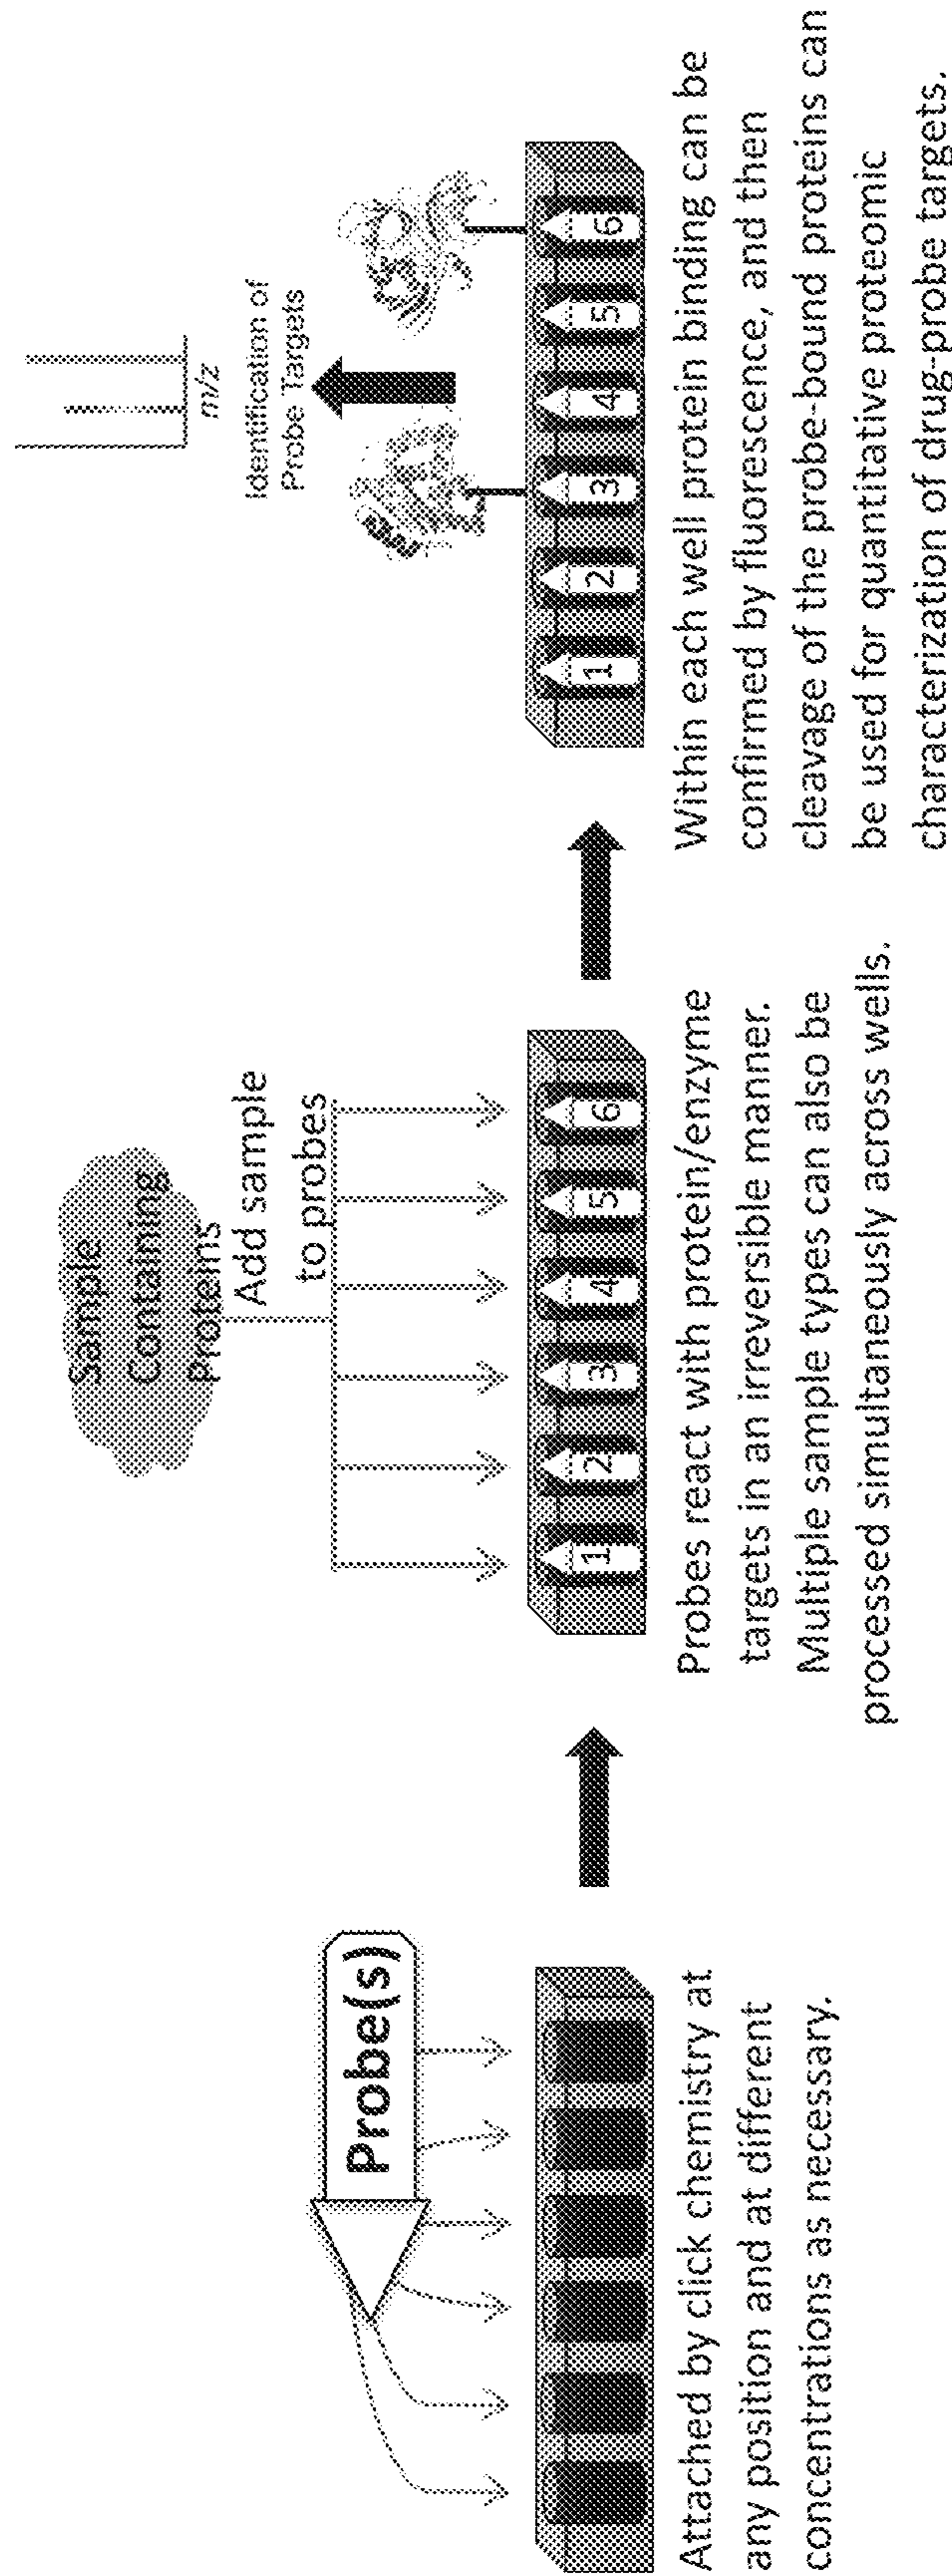 Probe(s)
Attached by click chemistry at
any position and at different
concentrations as necessary.
Sample
Containing
Proteins
Add sample
to probes
1 2 3 4 5 6
Probes react with protein/enzyme
targets in an irreversible manner.
Multiple sample types can also be
processed simultaneously across wells.
m/z
Identification of
Probe Targets
1 2 3 4 5 6
Within each well protein binding can be
confirmed by fluorescence, and then
cleavage of the probe-bound proteins can
be used for quantitative proteomic
characterization of drug-probe targets.